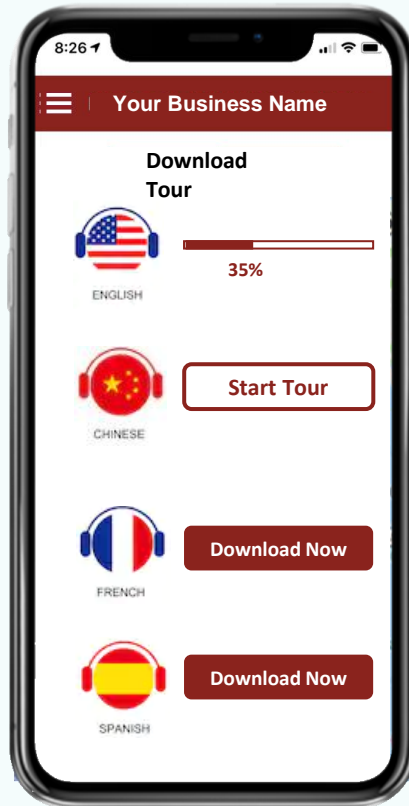 8:26
Your Business Name
Download
Tour
35%
ENGLISH
Start Tour
CHINESE
Download Now
FRENCH
Download Now
SPANISH